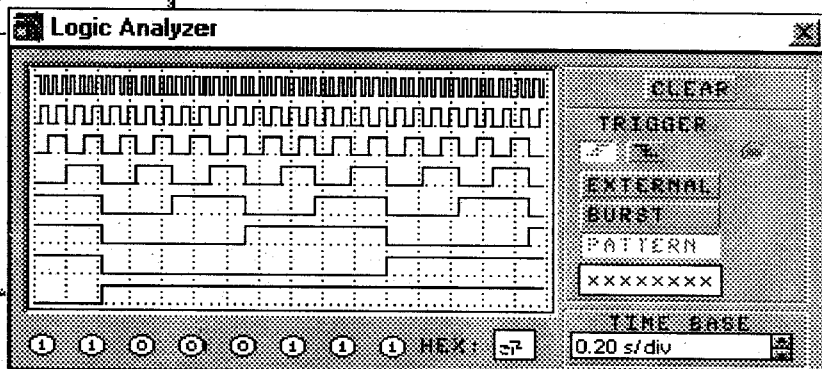 Logic Analyzer
CLEAR
TRIGGER
EXTERNAL
BURST
PATTERN
xxxxxxxx
TIME BASE
1 1 0 0 0 1 1 1 HEX:
0.20 s/div